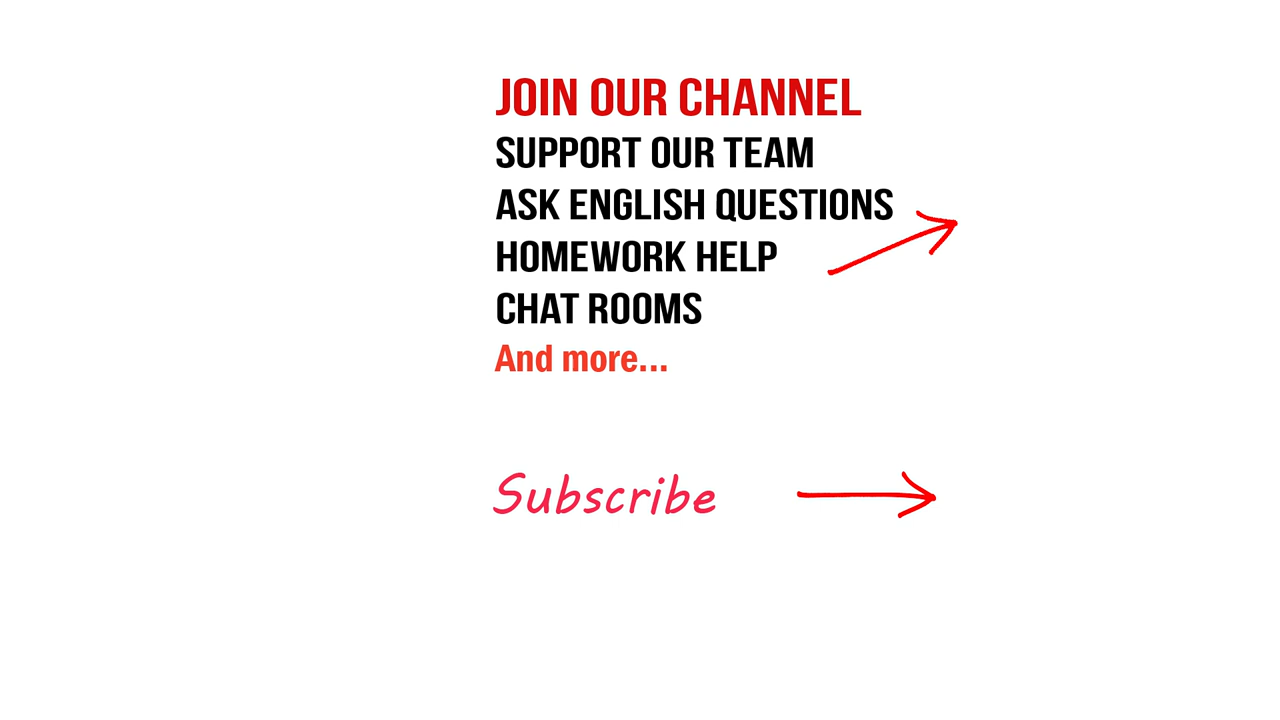 JOIN OUR CHANNEL
SUPPORT OUR TEAM
ASK ENGLISH QUESTIONS
HOMEWORK HELP
CHAT ROOMS
And more...
Subscribe